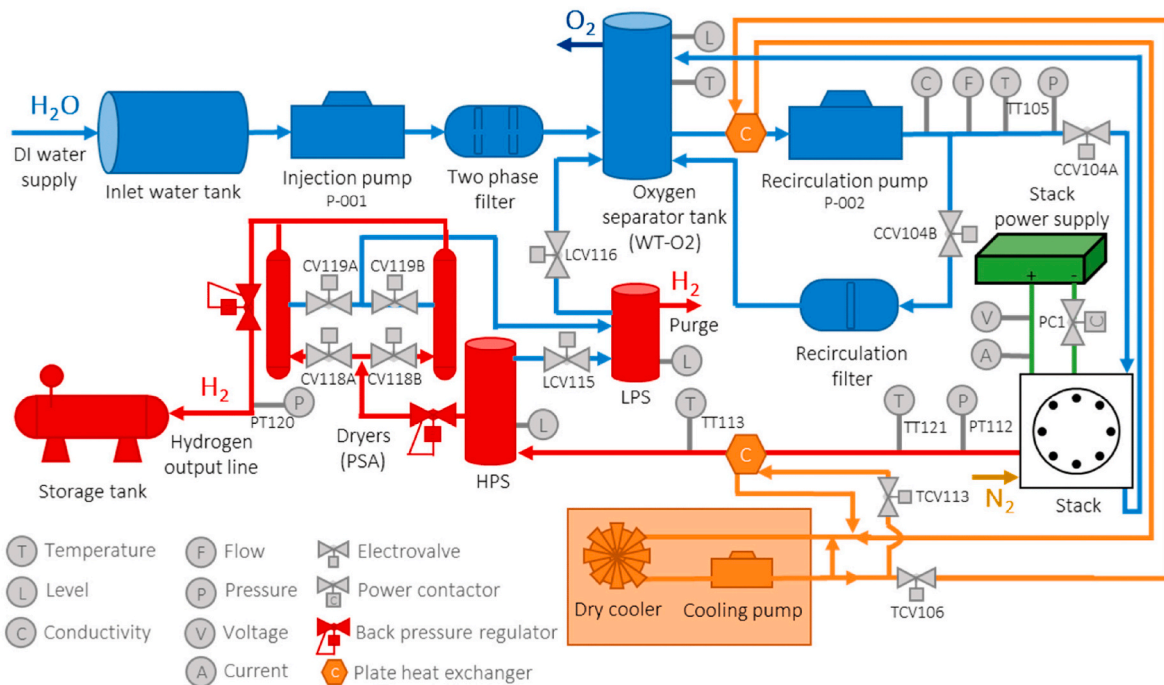 O₂
L
H₂O
T
C
F
T
P
TT105
C
DI water
supply
Inlet water tank
Injection pump
P-001
Two phase
filter
Oxygen
separator tank
(WT-O2)
Recirculation pump
P-002
CCV104A
Stack
power supply
CCV104B
LCV116
CV119A
CV119B
H₂
Purge
+
-
V
PC1
C
A
Recirculation
filter
L
LPS
LCV115
CV118A
CV118B
H₂
P
PT120
Hydrogen
output line
Dryers
(PSA)
L
HPS
T
TT113
C
T
TT121
P
PT112
N₂
Stack
Storage tank
TCV113
Dry cooler
Cooling pump
TCV106
T Temperature
F Flow
Electrovalve
L Level
P Pressure
C Power contactor
C Conductivity
V Voltage
Back pressure regulator
A Current
C Plate heat exchanger